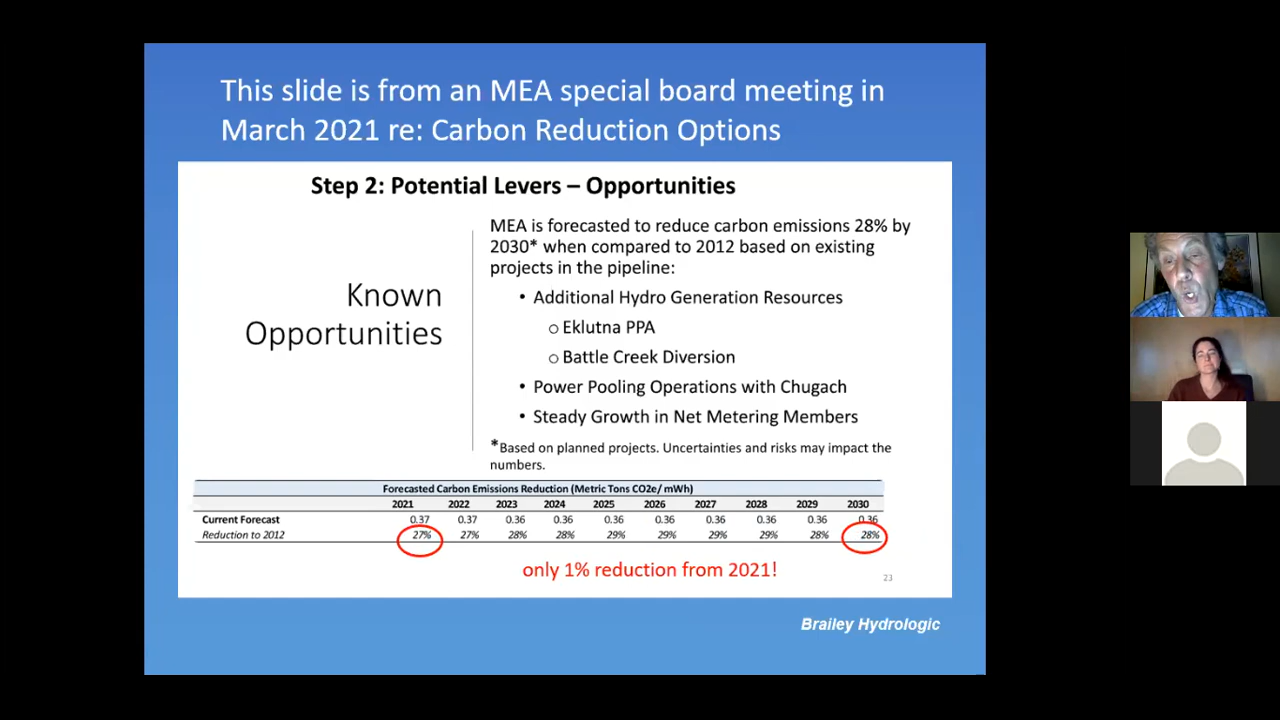 This slide is from an MEA special board meeting in
March 2021 re: Carbon Reduction Options
Step 2: Potential Levers – Opportunities
Known
Opportunities
MEA is forecasted to reduce carbon emissions 28% by
2030* when compared to 2012 based on existing
projects in the pipeline:
• Additional Hydro Generation Resources
o Eklutna PPA
o Battle Creek Diversion
• Power Pooling Operations with Chugach
• Steady Growth in Net Metering Members
*Based on planned projects. Uncertainties and risks may impact the
numbers.
Forecasted Carbon Emissions Reduction (Metric Tons CO2e/ mWh)
2021 2022 2023 2024 2025 2026 2027 2028 2029 2030
Current Forecast 0.37 0.37 0.36 0.36 0.36 0.36 0.36 0.36 0.36 0.36
Reduction to 2012 27% 27% 28% 28% 29% 29% 29% 29% 28% 28%
only 1% reduction from 2021!
23
Brailey Hydrologic